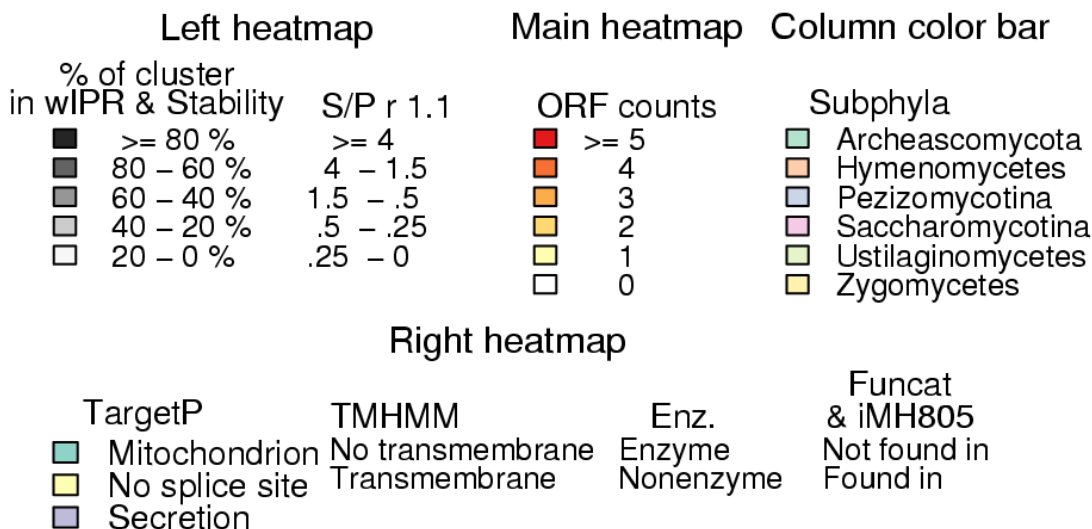 Left heatmap Main heatmap Column color bar
% of cluster
in wIPR & Stability S/P r 1.1 ORF counts Subphyla
>= 80 % >= 4 >= 5 Archeascomycota
80 – 60 % 4 – 1.5 4 Hymenomycetes
60 – 40 % 1.5 – .5 3 Pezizomycotina
40 – 20 % .5 – .25 2 Saccharomycotina
20 – 0 % .25 – 0 1 Ustilaginomycetes
0 Zygomycetes
Right heatmap
Funcat
TargetP TMHMM Enz. & iMH805
Mitochondrion No transmembrane Enzyme Not found in
No splice site Transmembrane Nonenzyme Found in
Secretion